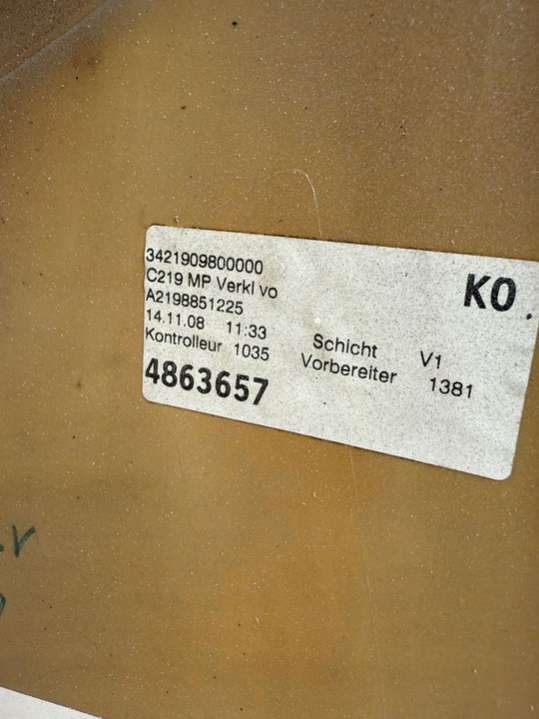 3421909800000
C219 MP Verkl vo
KO.
A2198851225
14.11.08 11:33
Schicht V1
Kontrolleur 1035
Vorbereiter 1381
4863657